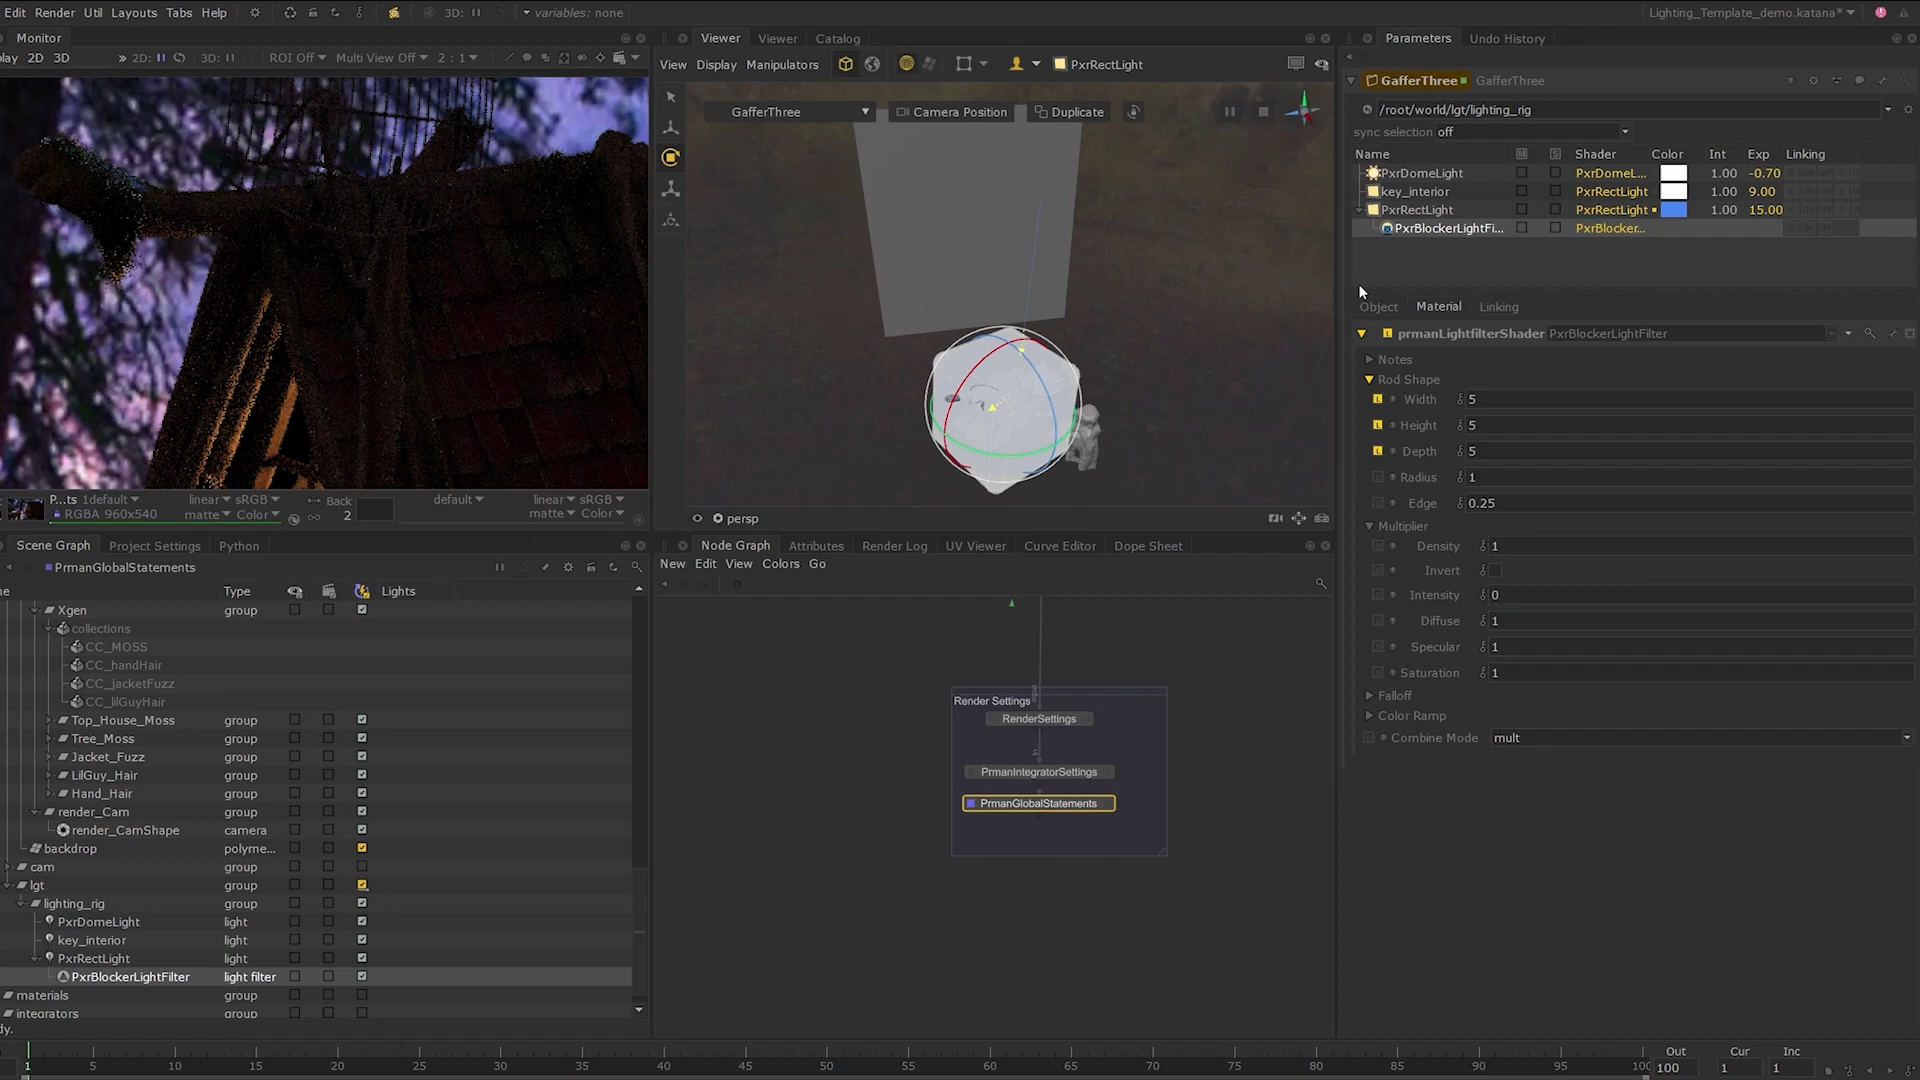 Edit Render Util Layouts Tabs Help 3D: variables: none Lighting_Template_demo.katana*
Monitor
lay 2D 3D » 2D: 3D: ROI Off Multi View Off 2 : 1
P...ts 1default linear sRGB Back default linear sRGB
RGBA 960x540 matte Color 2 matte Color
Viewer Viewer Catalog
View Display Manipulators PxrRectLight
GafferThree Camera Position Duplicate
persp
Parameters Undo History
GafferThree GafferThree
/root/world/lgt/lighting_rig
sync selection off
Name M S Shader Color Int Exp Linking
PxrDomeLight PxrDomeL... 1.00 -0.70
key_interior PxrRectLight 1.00 9.00
PxrRectLight PxrRectLight 1.00 15.00
PxrBlockerLightFi... PxrBlocker...
Object Material Linking
prmanLightfilterShader PxrBlockerLightFilter
Notes
Rod Shape
Width 5
Height 5
Depth 5
Radius 1
Edge 0.25
Multiplier
Density 1
Invert
Intensity 0
Diffuse 1
Specular 1
Saturation 1
Falloff
Color Ramp
Combine Mode mult
Scene Graph Project Settings Python
PrmanGlobalStatements
Type Lights
Xgen group
collections
CC_MOSS
CC_handHair
CC_jacketFuzz
CC_lilGuyHair
Top_House_Moss group
Tree_Moss group
Jacket_Fuzz group
LilGuy_Hair group
Hand_Hair group
render_Cam group
render_CamShape camera
backdrop polyme...
cam group
lgt group
lighting_rig group
PxrDomeLight light
key_interior light
PxrRectLight light
PxrBlockerLightFilter light filter
materials group
integrators group
dy.
Node Graph Attributes Render Log UV Viewer Curve Editor Dope Sheet
New Edit View Colors Go
Render Settings
RenderSettings
PrmanIntegratorSettings
PrmanGlobalStatements
1 5 10 15 20 25 30 35 40 45 50 55 60 65 70 75 80 85 90 95 100
Out Cur Inc
100 1 1